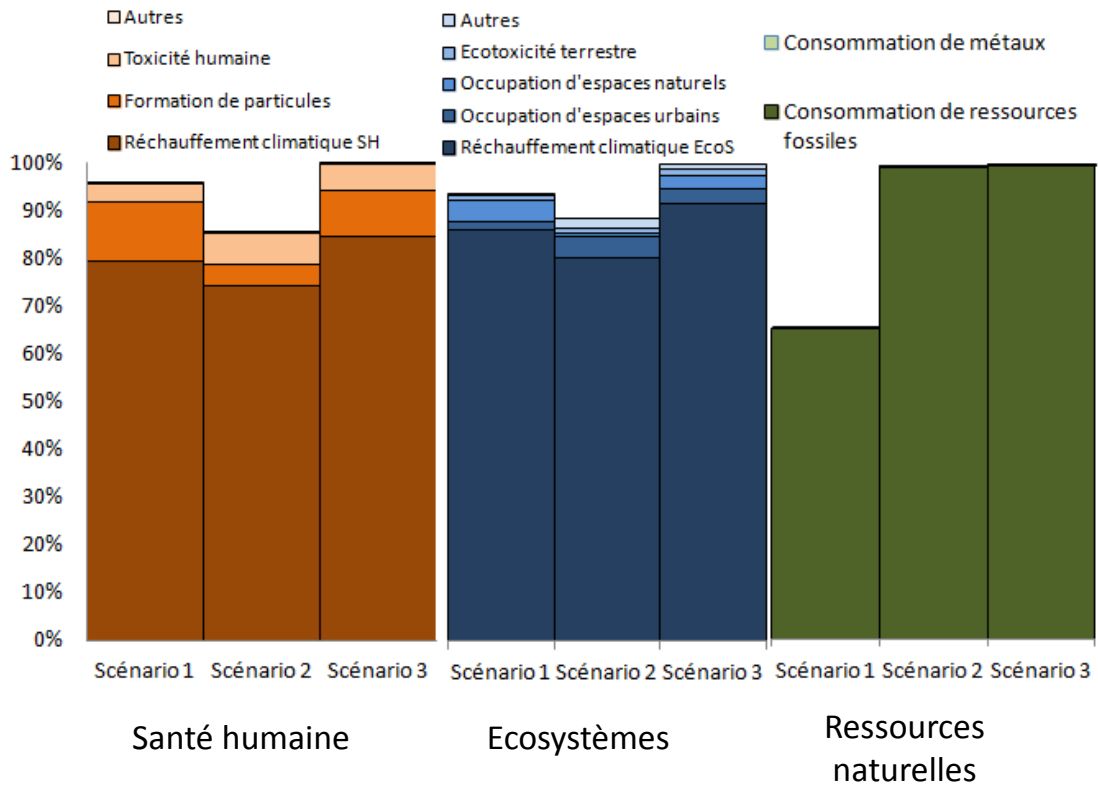 Autres
Toxicité humaine
Formation de particules
Réchauffement climatique SH
Autres
Ecotoxicité terrestre
Occupation d'espaces naturels
Occupation d'espaces urbains
Réchauffement climatique EcoS
Consommation de métaux
Consommation de ressources
fossiles
100%
90%
80%
70%
60%
50%
40%
30%
20%
10%
0%
Scénario 1 Scénario 2 Scénario 3
Scénario 1 Scénario 2 Scénario 3
Scénario 1 Scénario 2 Scénario 3
Santé humaine
Ecosystèmes
Ressources
naturelles